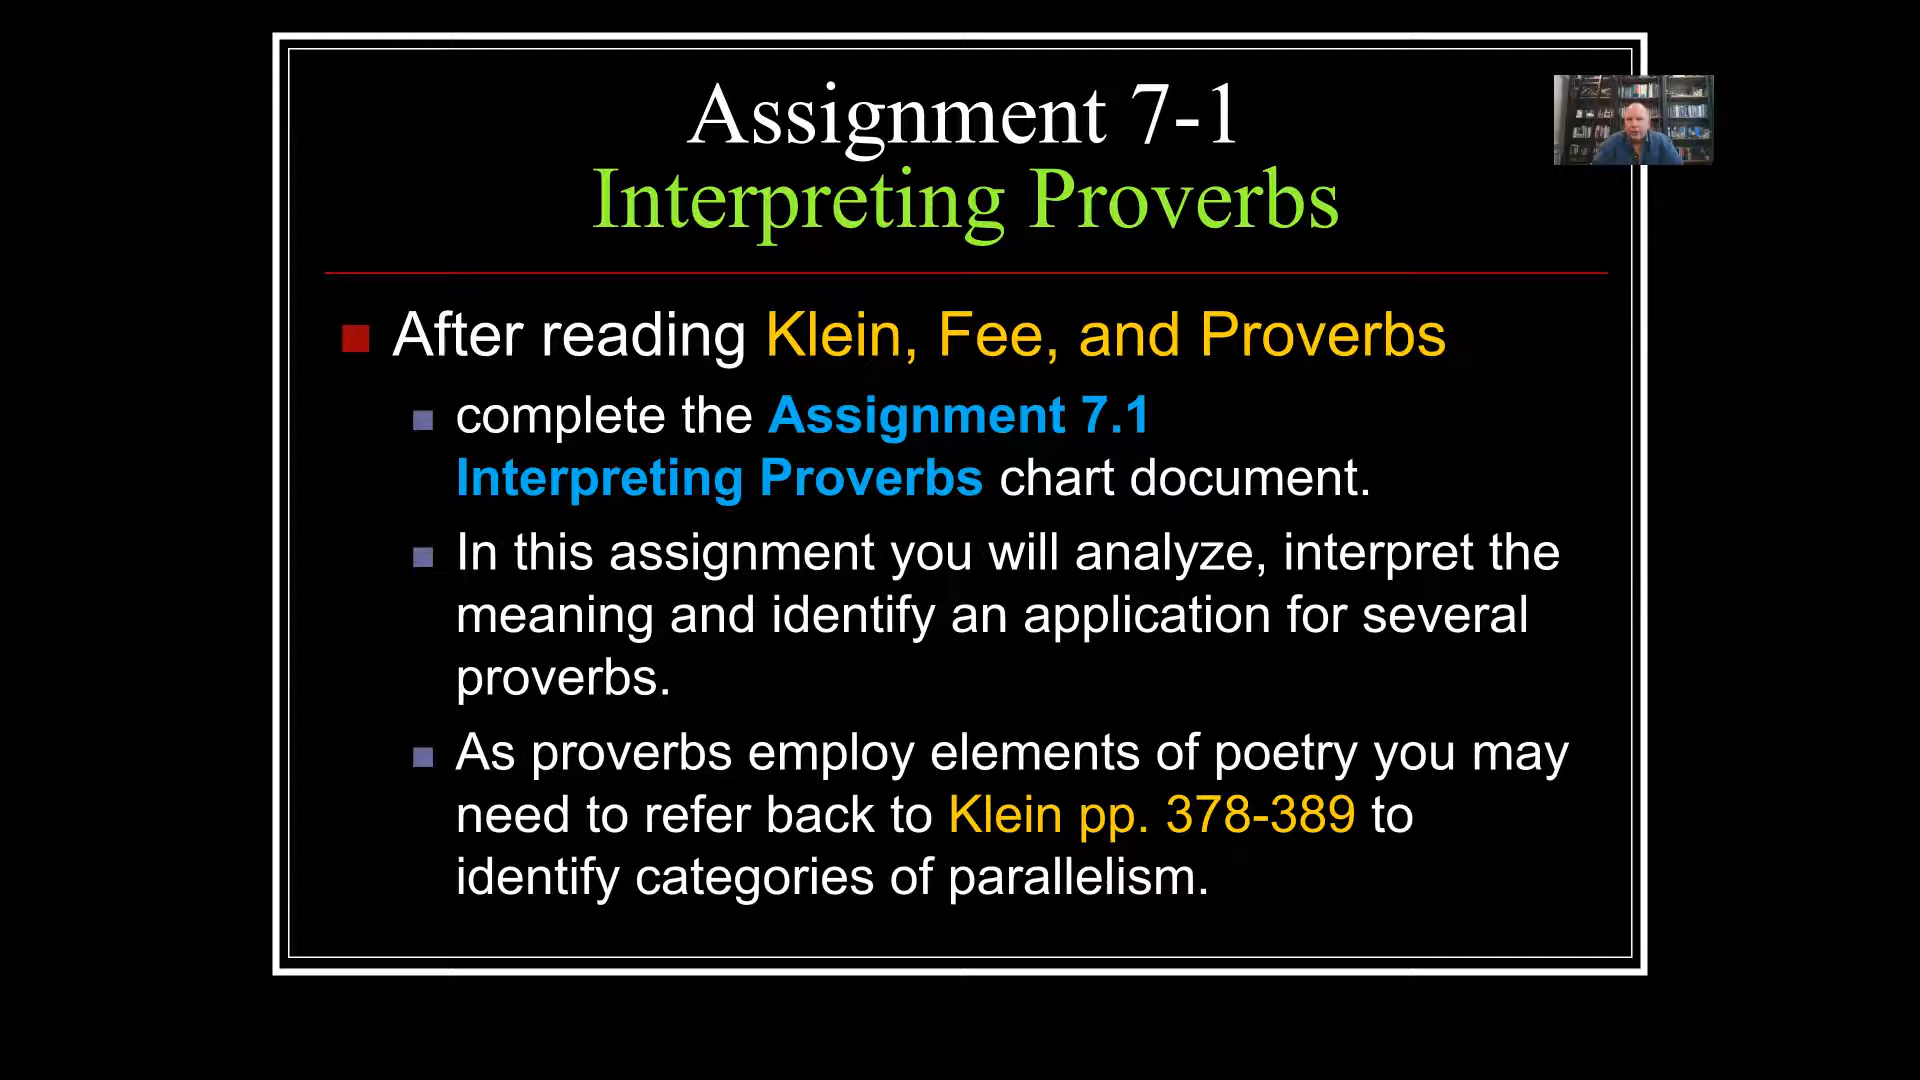 Assignment 7-1
Interpreting Proverbs
After reading Klein, Fee, and Proverbs
complete the Assignment 7.1
Interpreting Proverbs chart document.
In this assignment you will analyze, interpret the
meaning and identify an application for several
proverbs.
As proverbs employ elements of poetry you may
need to refer back to Klein pp. 378-389 to
identify categories of parallelism.